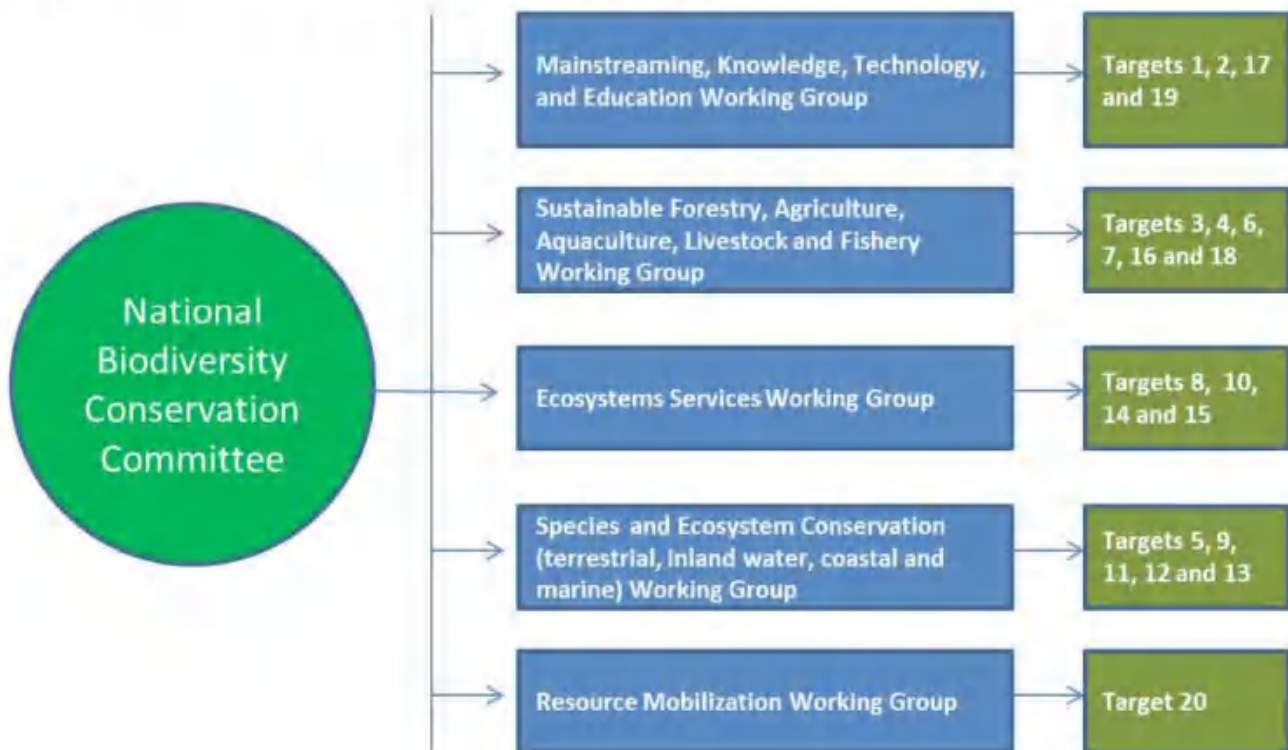 National
Biodiversity
Conservation
Committee
Mainstreaming, Knowledge, Technology,
and Education Working Group
Targets 1, 2, 17
and 19
Sustainable Forestry, Agriculture,
Aquaculture, Livestock and Fishery
Working Group
Targets 3, 4, 6,
7, 16 and 18
Ecosystems Services Working Group
Targets 8, 10,
14 and 15
Species and Ecosystem Conservation
(terrestrial, inland water, coastal and
marine) Working Group
Targets 5, 9,
11, 12 and 13
Resource Mobilization Working Group
Target 20